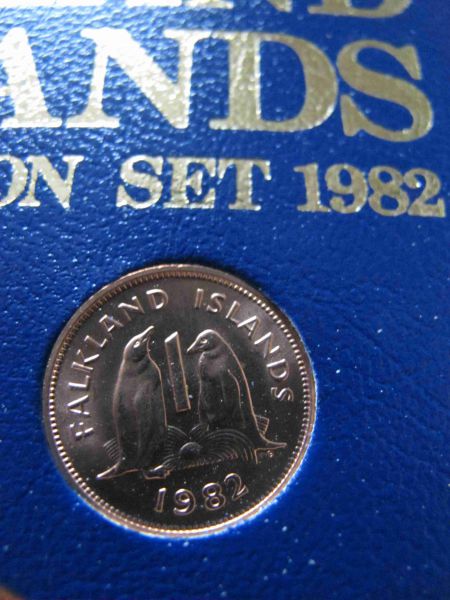 ANDS
ON SET 1982
FALKLAND ISLANDS
1
1982